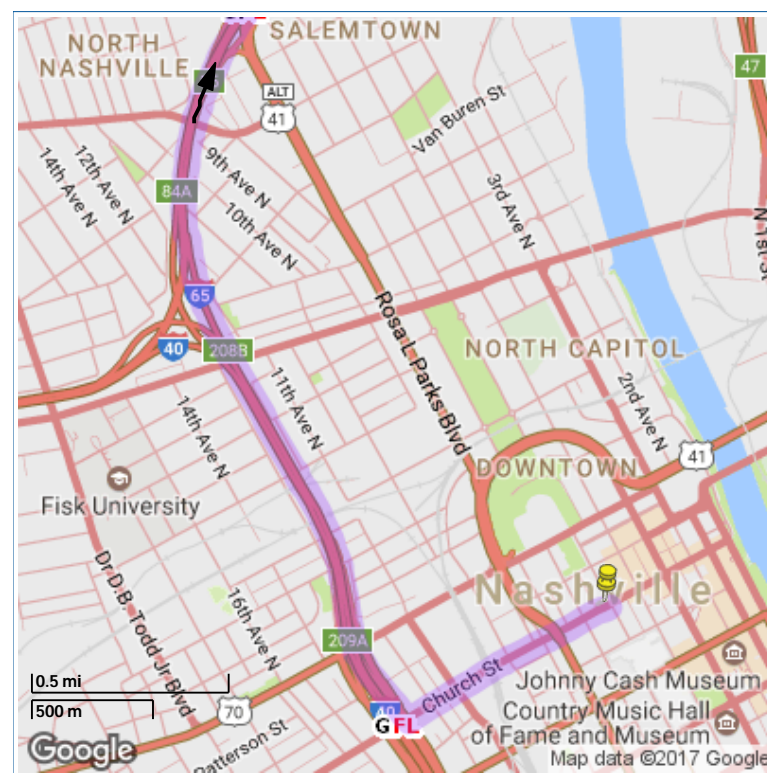 SALEMTOWN
NORTH
NASHVILLE
47
ALT
41
Van Buren St
12th Ave N
14th Ave N
9th Ave N
84A
3rd Ave N
10th Ave N
N 1st St
65
Rosa L Parks Blvd
40
208B
NORTH CAPITOL
11th Ave N
2nd Ave N
14th Ave N
41
DOWNTOWN
Fisk University
Dr D.B. Todd Jr Blvd
16th Ave N
Nashville
209A
0.5 mi
Church St
Johnny Cash Museum
500 m
70
40
G F L
Country Music Hall
of Fame and Museum
Patterson St
Google
Map data ©2017 Google